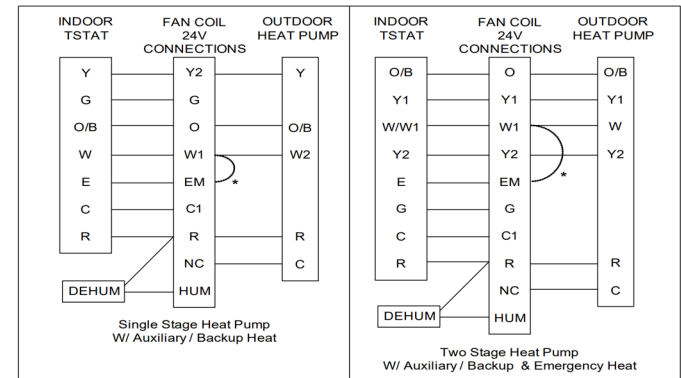 INDOOR
TSTAT
FAN COIL
24V
CONNECTIONS
OUTDOOR
HEAT PUMP
Y Y2 Y
G G
O/B O O/B
W W1 W2
E EM *
C C1
R R R
NC C
DEHUM HUM
Single Stage Heat Pump
W/ Auxiliary / Backup Heat
INDOOR
TSTAT
FAN COIL
24V
CONNECTIONS
OUTDOOR
HEAT PUMP
O/B O O/B
Y1 Y1 Y1
W/W1 W1 W
Y2 Y2 Y2
E EM *
G G
C C1
R R R
NC C
DEHUM HUM
Two Stage Heat Pump
W/ Auxiliary / Backup & Emergency Heat